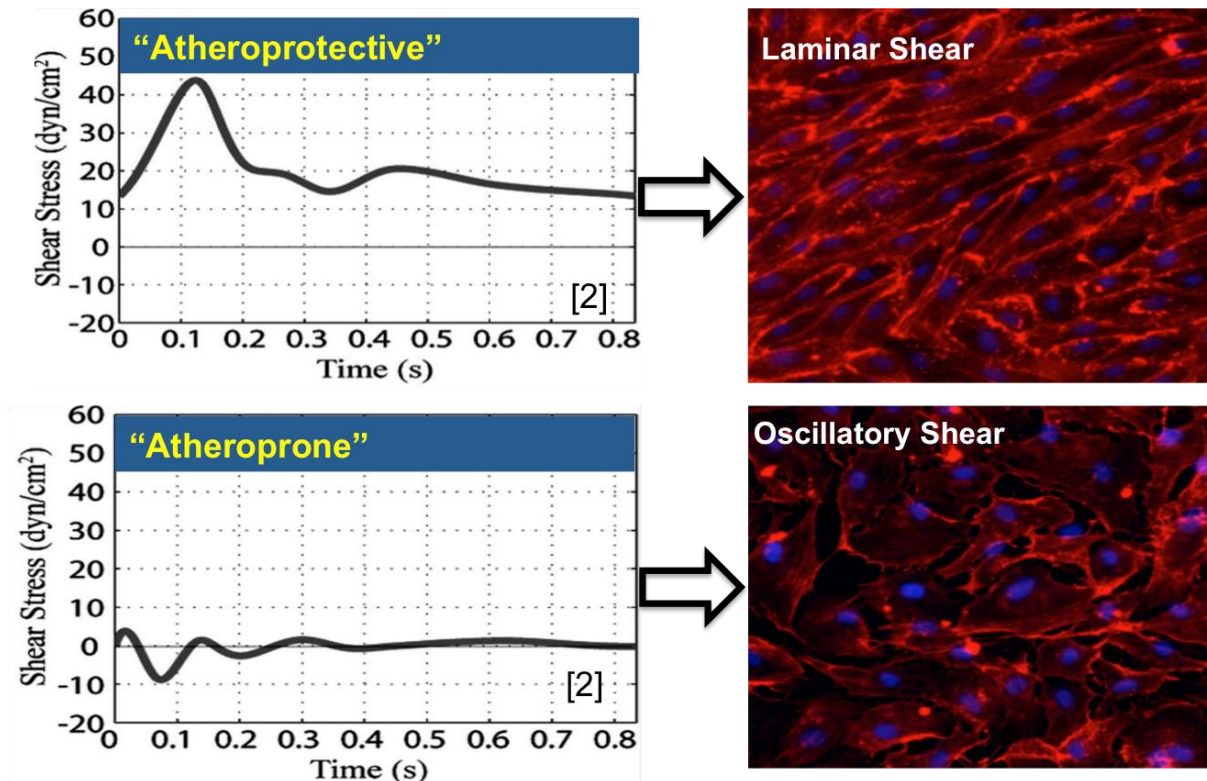 “Atheroprotective”
Shear Stress (dyn/cm²)
60
50
40
30
20
10
0
-10
-20
[2]
0 0.1 0.2 0.3 0.4 0.5 0.6 0.7 0.8
Time (s)
Laminar Shear
“Atheroprone”
Shear Stress (dyn/cm²)
60
50
40
30
20
10
0
-10
-20
[2]
0 0.1 0.2 0.3 0.4 0.5 0.6 0.7 0.8
Time (s)
Oscillatory Shear